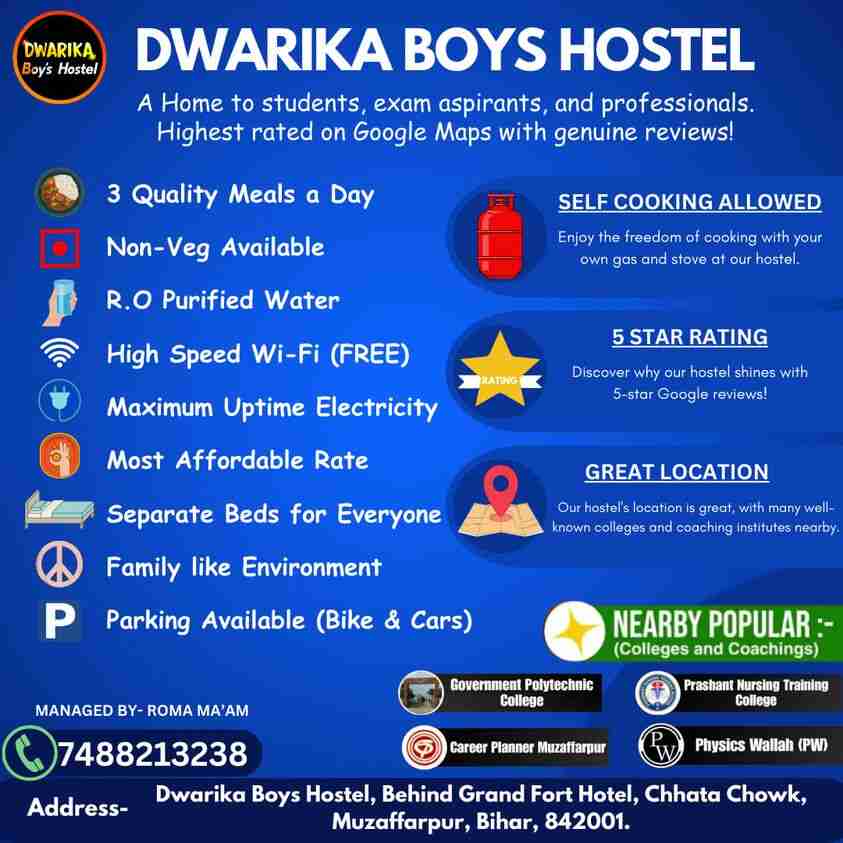 DWARIKA
Boy's Hostel
DWARIKA BOYS HOSTEL
A Home to students, exam aspirants, and professionals.
Highest rated on Google Maps with genuine reviews!
3 Quality Meals a Day
Non-Veg Available
R.O Purified Water
High Speed Wi-Fi (FREE)
Maximum Uptime Electricity
Most Affordable Rate
Separate Beds for Everyone
Family like Environment
P
Parking Available (Bike & Cars)
SELF COOKING ALLOWED
Enjoy the freedom of cooking with your
own gas and stove at our hostel.
RATING
5 STAR RATING
Discover why our hostel shines with
5-star Google reviews!
GREAT LOCATION
Our hostel's location is great, with many well-
known colleges and coaching institutes nearby.
NEARBY POPULAR :-
(Colleges and Coachings)
Government Polytechnic
College
Prashant Nursing Training
College
Career Planner Muzaffarpur
PW
Physics Wallah (PW)
MANAGED BY- ROMA MA'AM
7488213238
Address-
Dwarika Boys Hostel, Behind Grand Fort Hotel, Chhata Chowk,
Muzaffarpur, Bihar, 842001.